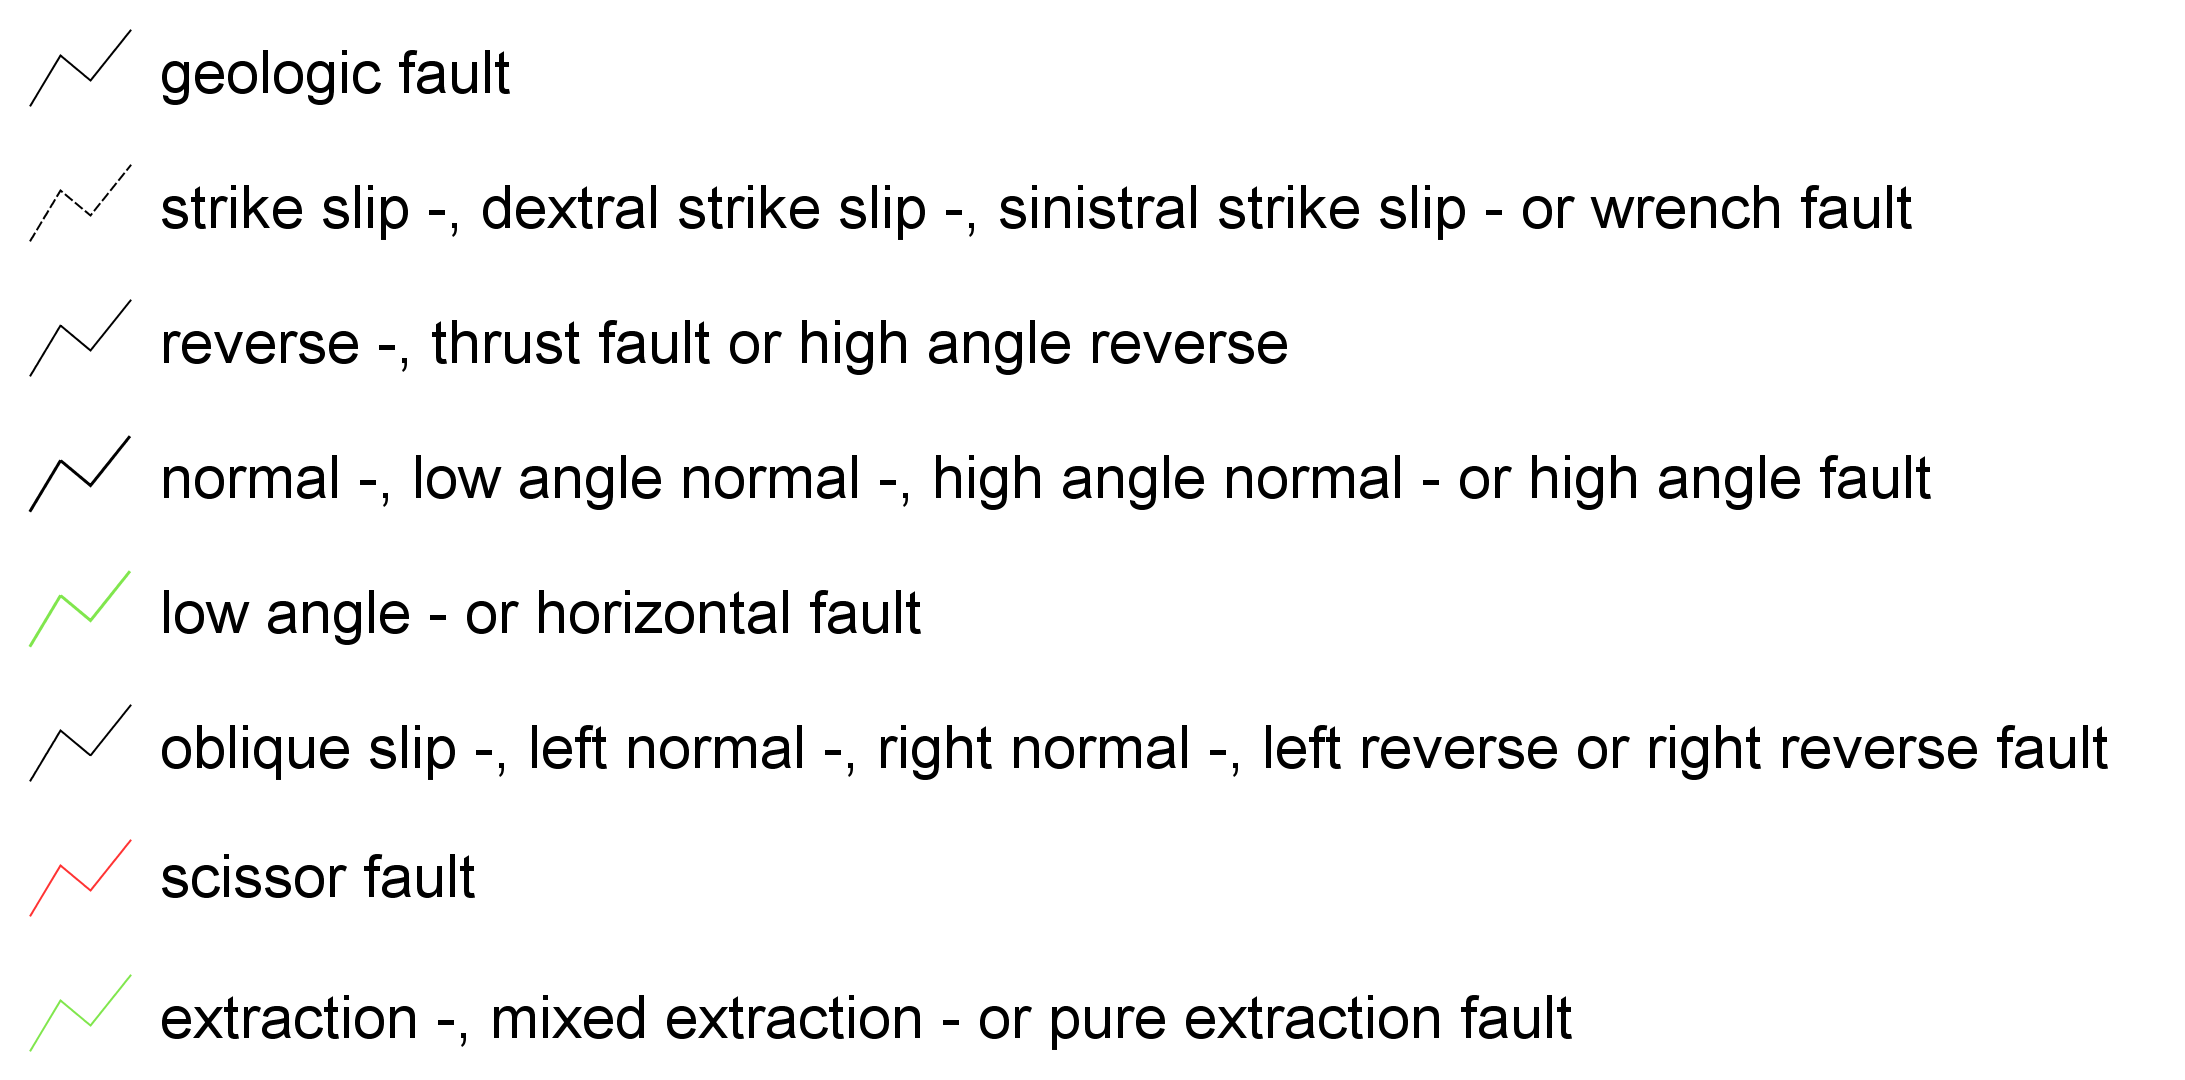 geologic fault
strike slip -, dextral strike slip -, sinistral strike slip - or wrench fault
reverse -, thrust fault or high angle reverse
normal -, low angle normal -, high angle normal - or high angle fault
low angle - or horizontal fault
oblique slip -, left normal -, right normal -, left reverse or right reverse fault
scissor fault
extraction -, mixed extraction - or pure extraction fault